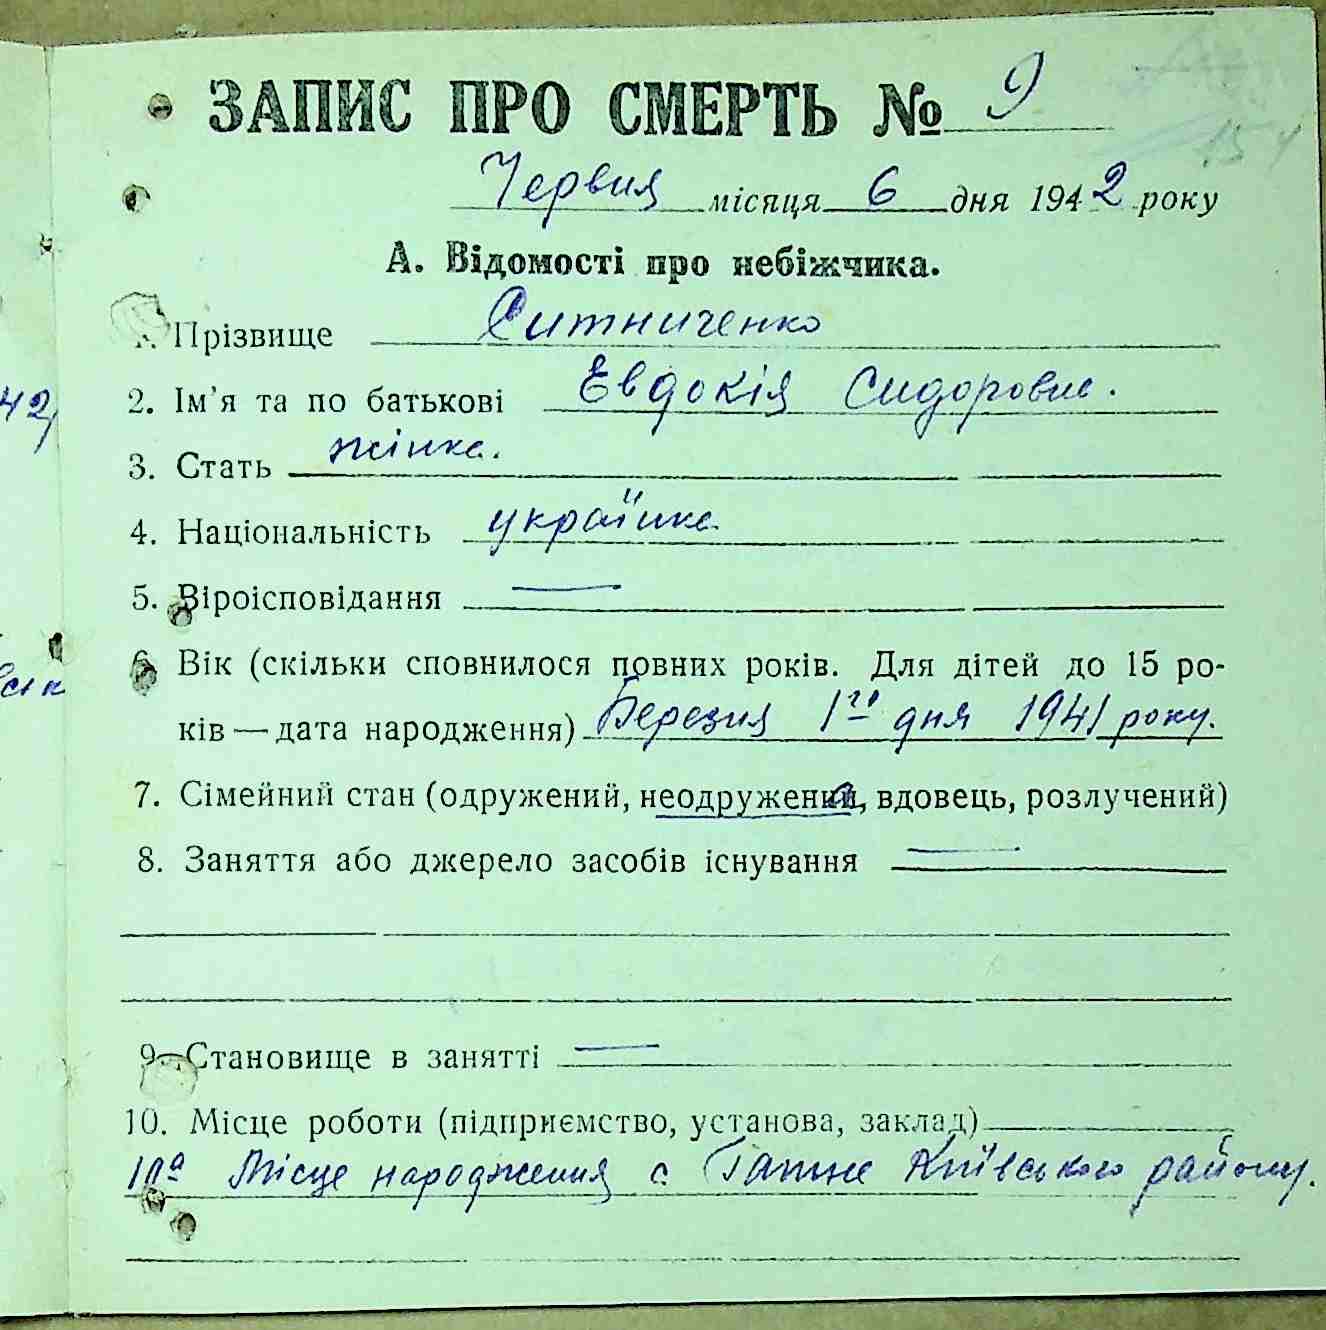 ЗАПИС ПРО СМЕРТЬ № 9
Червня місяця 6 дня 1942 року
А. Відомості про небіжчика.
Прізвище Ситниченко
42
2. Ім'я та по батькові Евдокія Сидоровна.
3. Стать жінка.
4. Національність українка
5. Віроісповідання —
6. Вік (скільки сповнилося повних років. Для дітей до 15 ро-
ків — дата народження) Березня 1го дня 1941 року.
7. Сімейний стан (одружений, неодружена, вдовець, розлучений)
8. Заняття або джерело засобів існування —
9. Становище в занятті —
10. Місце роботи (підприємство, установа, заклад)
10а Місце народження с. Гатне Київського району.